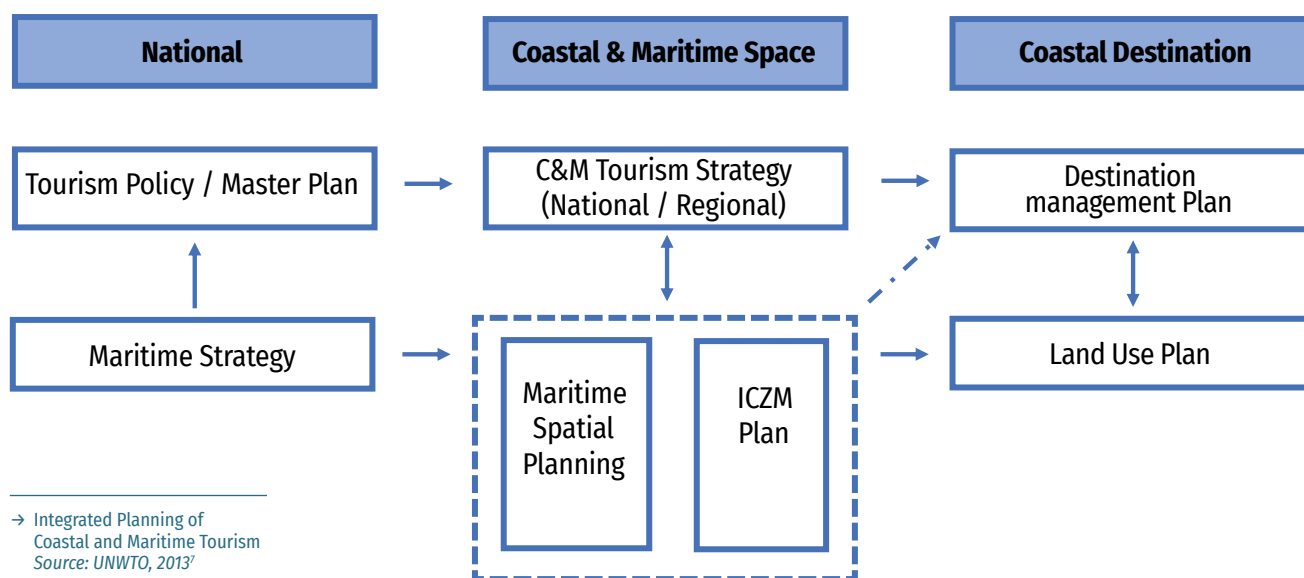 National
Coastal & Maritime Space
Coastal Destination
Tourism Policy / Master Plan
C&M Tourism Strategy
(National / Regional)
Destination
management Plan
Maritime Strategy
Maritime
Spatial
Planning
ICZM
Plan
Land Use Plan
→ Integrated Planning of
Coastal and Maritime Tourism
Source: UNWTO, 2013⁷